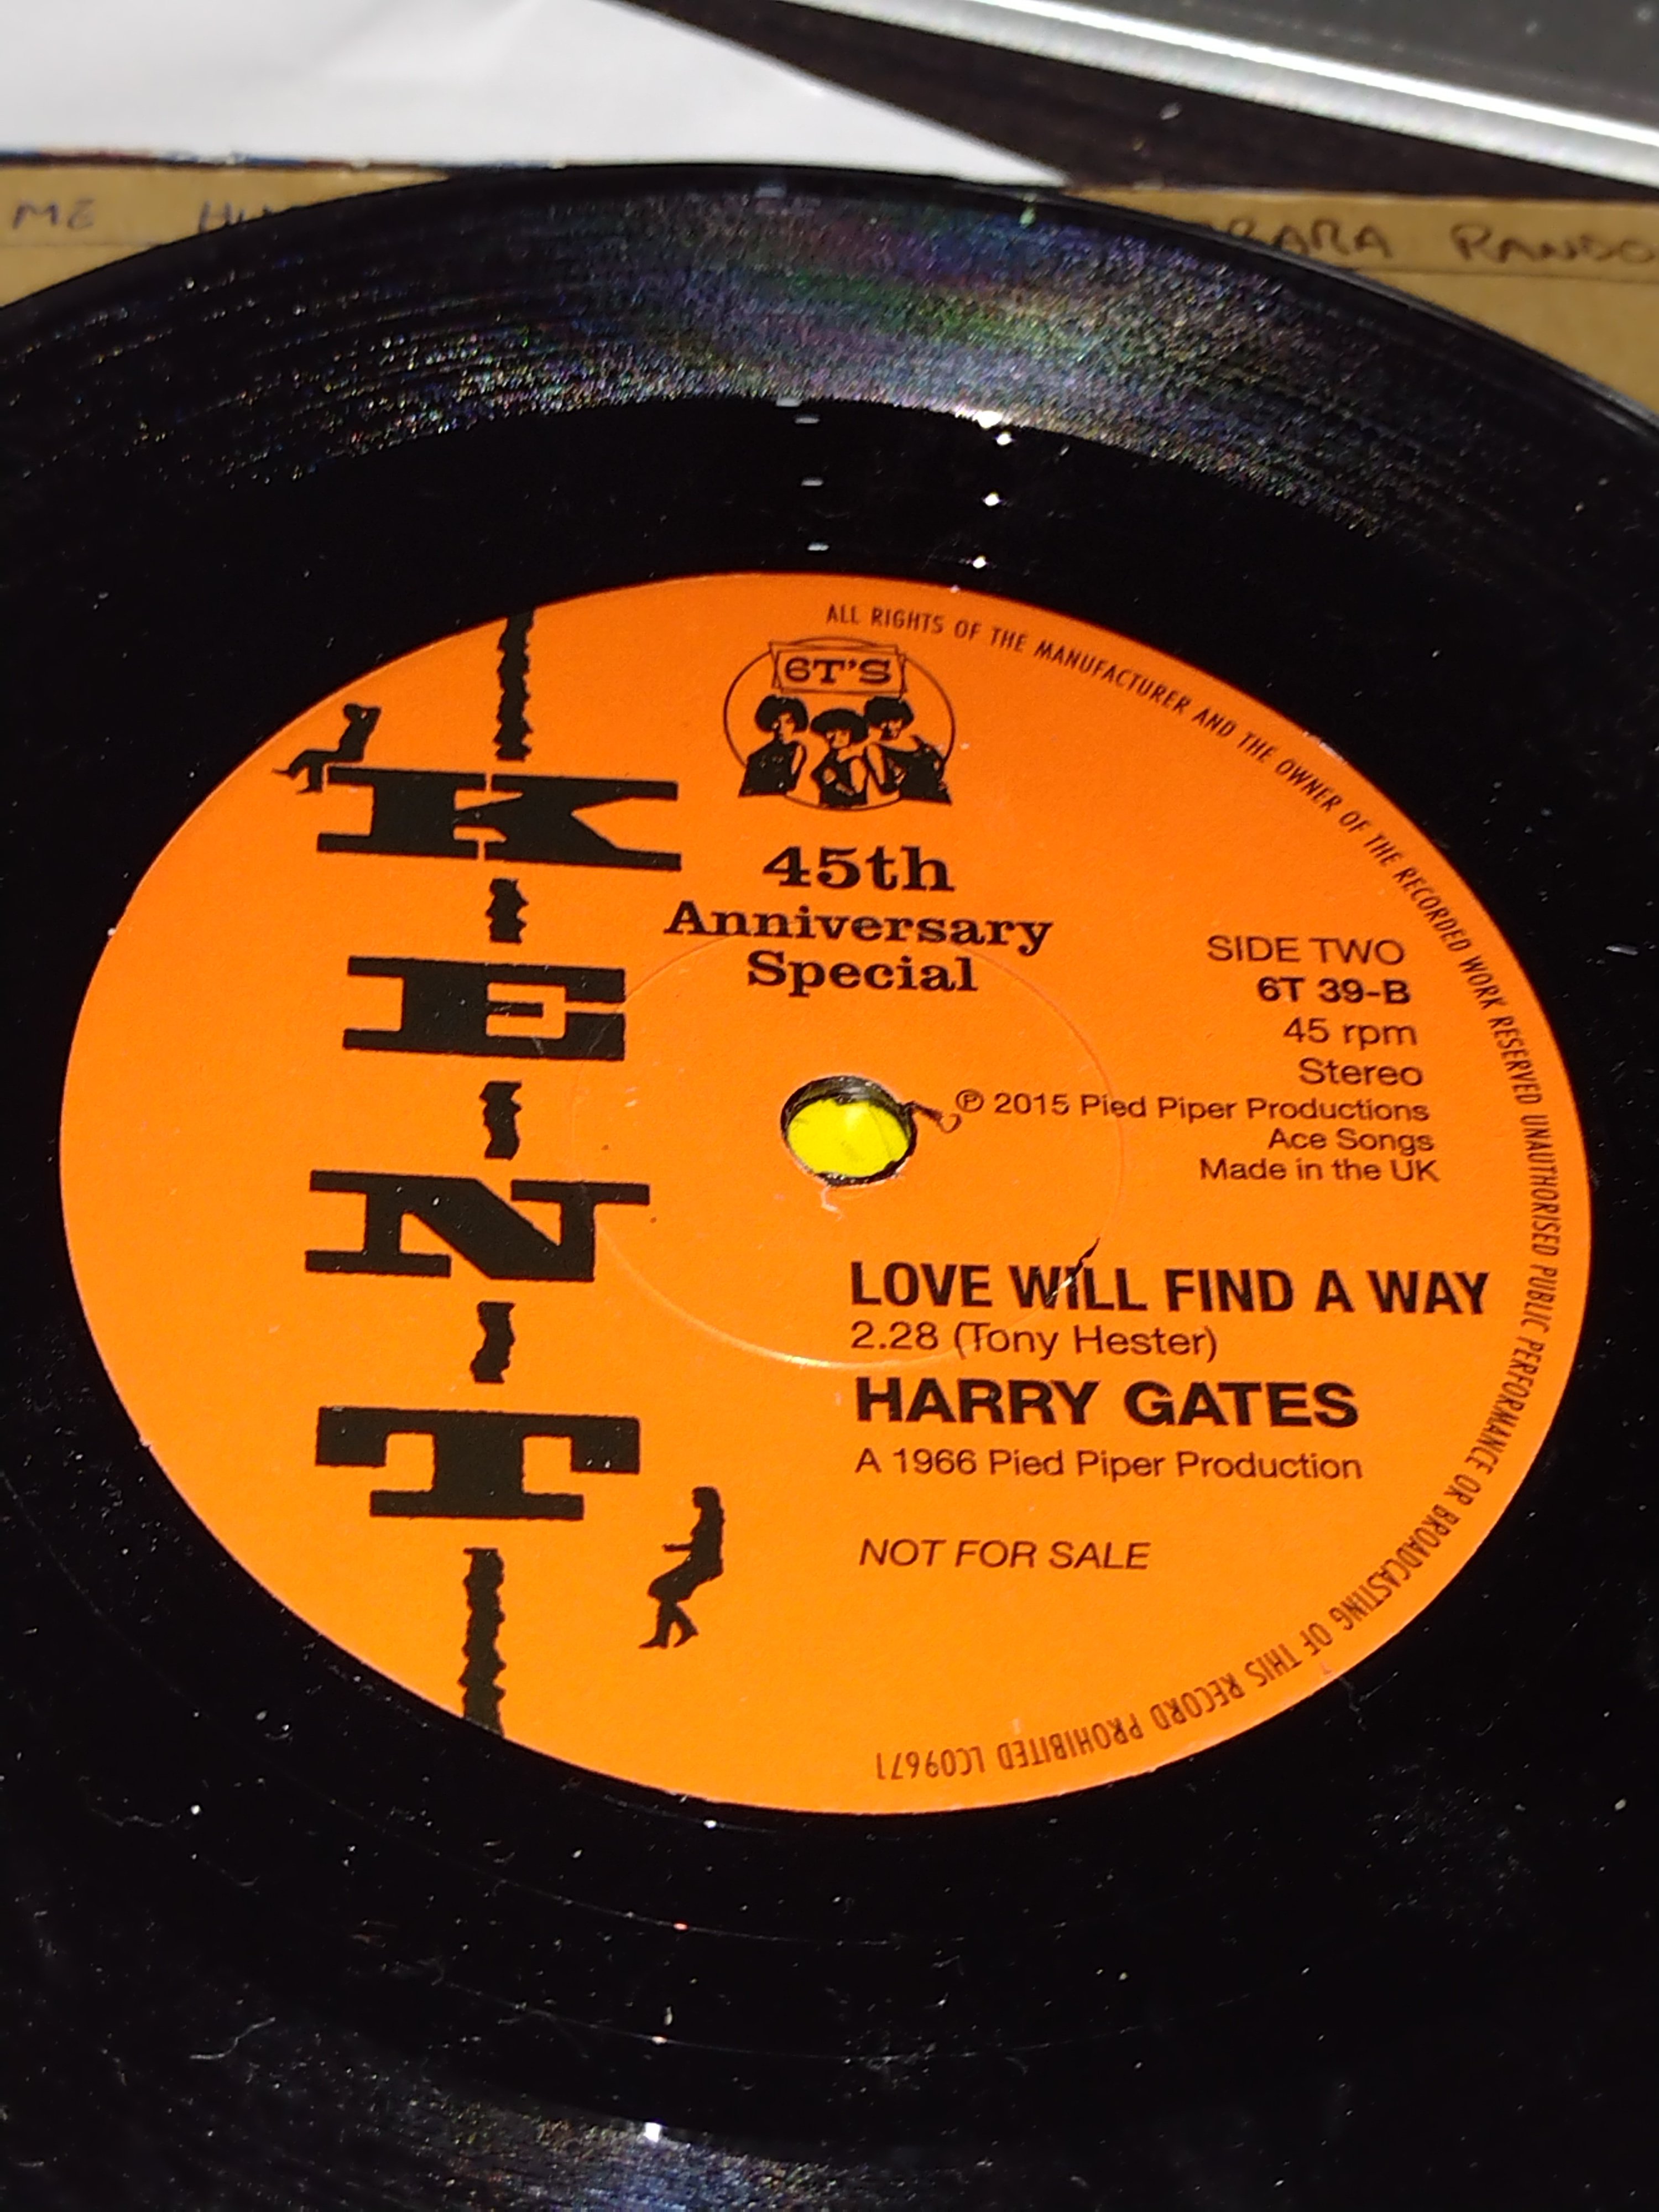 ME
RANDO
ALL RIGHTS OF THE MANUFACTURER AND THE OWNER OF THE RECORDED WORK RESERVED UNAUTHORISED PUBLIC PERFORMANCE OR BROADCASTING OF THIS RECORD PROHIBITED LC09671
6T'S
KENT
45th
Anniversary
Special
SIDE TWO
6T 39-B
45 rpm
Stereo
℗ 2015 Pied Piper Productions
Ace Songs
Made in the UK
LOVE WILL FIND A WAY
2.28 (Tony Hester)
HARRY GATES
A 1966 Pied Piper Production
NOT FOR SALE